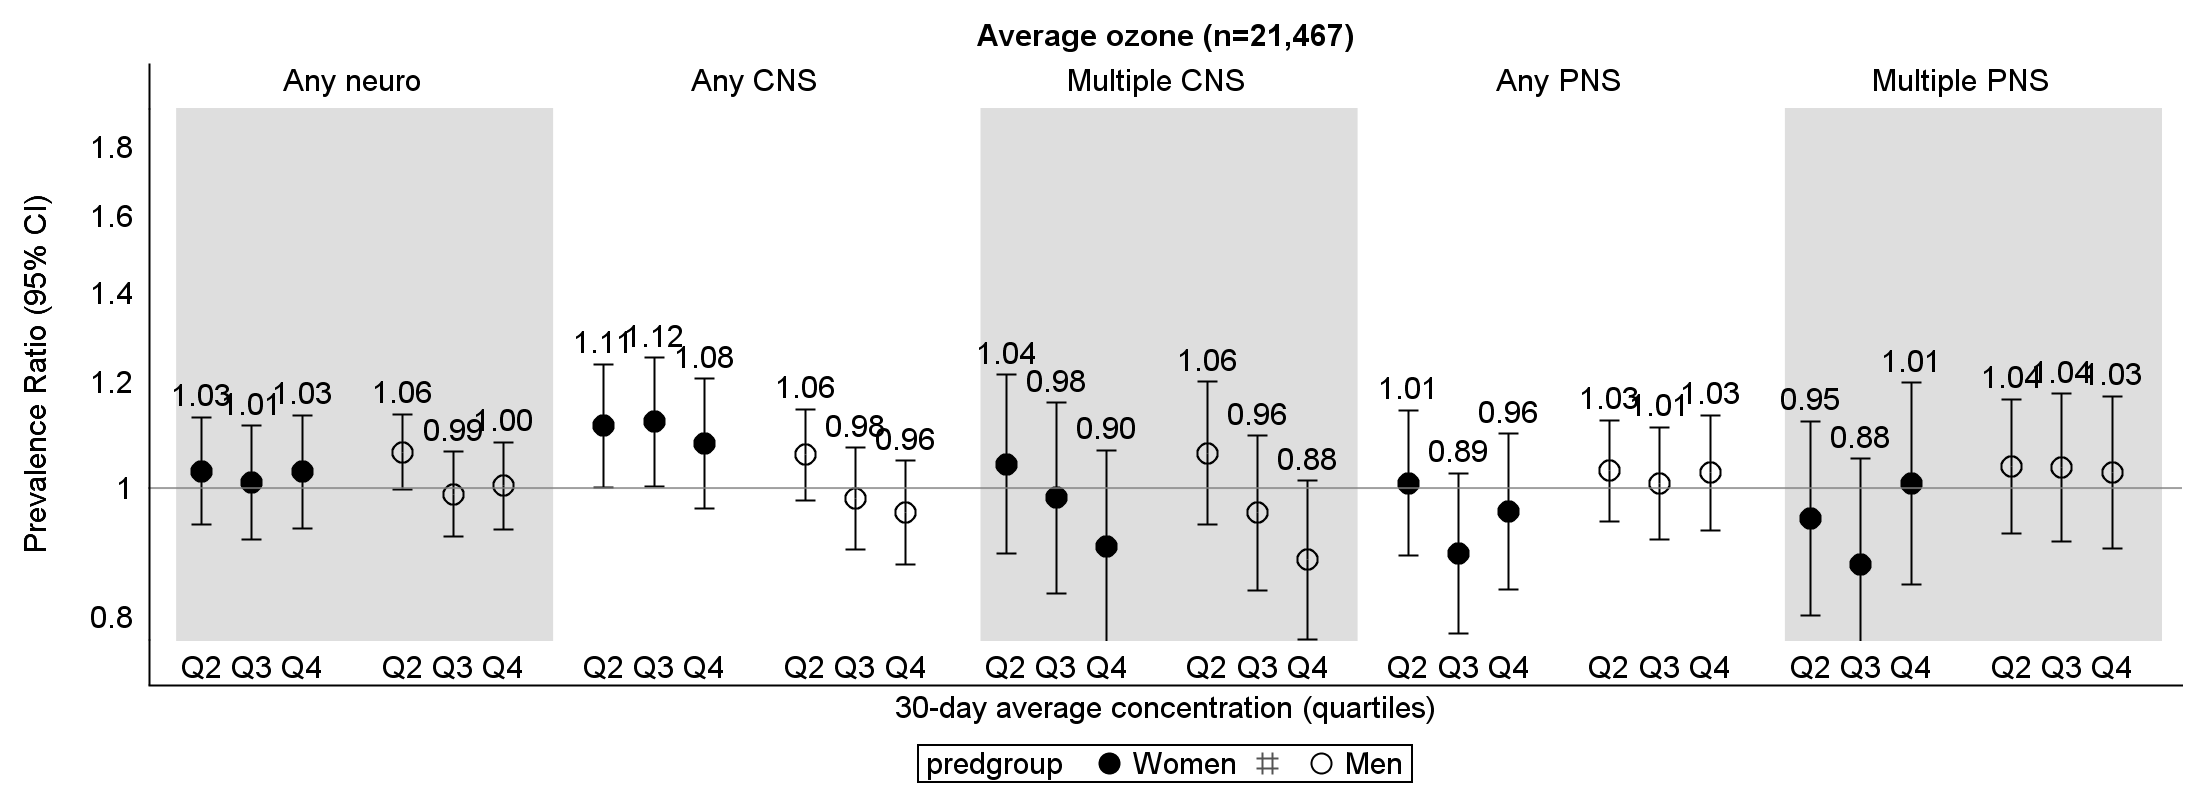 Average ozone (n=21,467)
Any neuro Any CNS Multiple CNS Any PNS Multiple PNS
Prevalence Ratio (95% CI)
1.8
1.6
1.4
1.2
1
0.8
1.03 1.01 1.03 1.06 0.99 1.00
1.11 1.12 1.08 1.06 0.98 0.96
1.04 0.98 0.90 1.06 0.96 0.88
1.01 0.89 0.96 1.03 1.01 1.03
0.95 0.88 1.01 1.04 1.04 1.03
Q2 Q3 Q4 Q2 Q3 Q4 Q2 Q3 Q4 Q2 Q3 Q4 Q2 Q3 Q4 Q2 Q3 Q4 Q2 Q3 Q4 Q2 Q3 Q4 Q2 Q3 Q4 Q2 Q3 Q4
30-day average concentration (quartiles)
predgroup Women Men